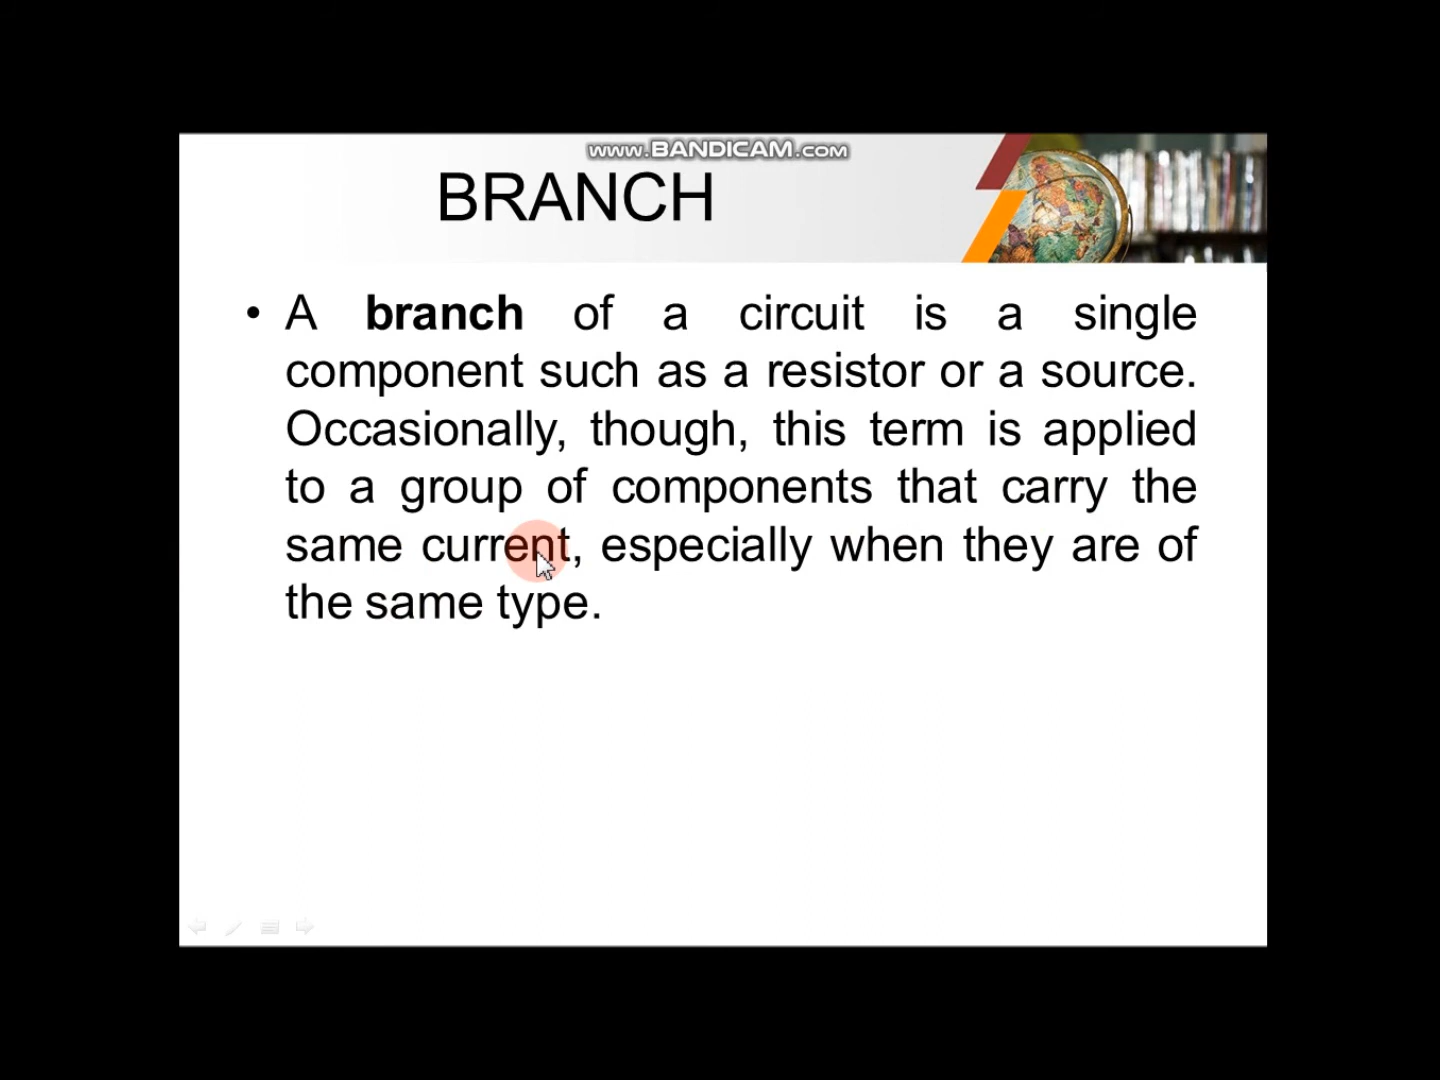 www.BANDICAM.com
BRANCH
• A branch of a circuit is a single
component such as a resistor or a source.
Occasionally, though, this term is applied
to a group of components that carry the
same current, especially when they are of
the same type.